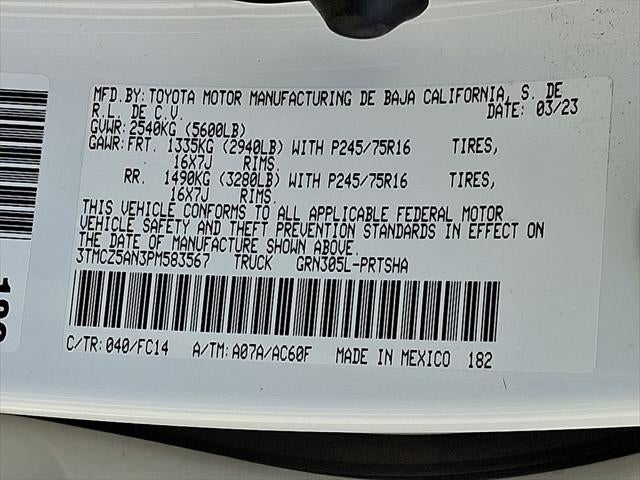 MFD.BY:TOYOTA MOTOR MANUFACTURING DE BAJA CALIFORNIA, S. DE
R.L. DE C.V. DATE: 03/23
GVWR:2540KG (5600LB)
GAWR:FRT. 1335KG (2940LB) WITH P245/75R16 TIRES,
16X7J RIMS.
RR. 1490KG (3280LB) WITH P245/75R16 TIRES,
16X7J RIMS.
THIS VEHICLE CONFORMS TO ALL APPLICABLE FEDERAL MOTOR
VEHICLE SAFETY AND THEFT PREVENTION STANDARDS IN EFFECT ON
THE DATE OF MANUFACTURE SHOWN ABOVE.
3TMCZ5AN3PM583567 TRUCK GRN305L-PRTSHA
C/TR:040/FC14 A/TM:A07A/AC60F MADE IN MEXICO 182